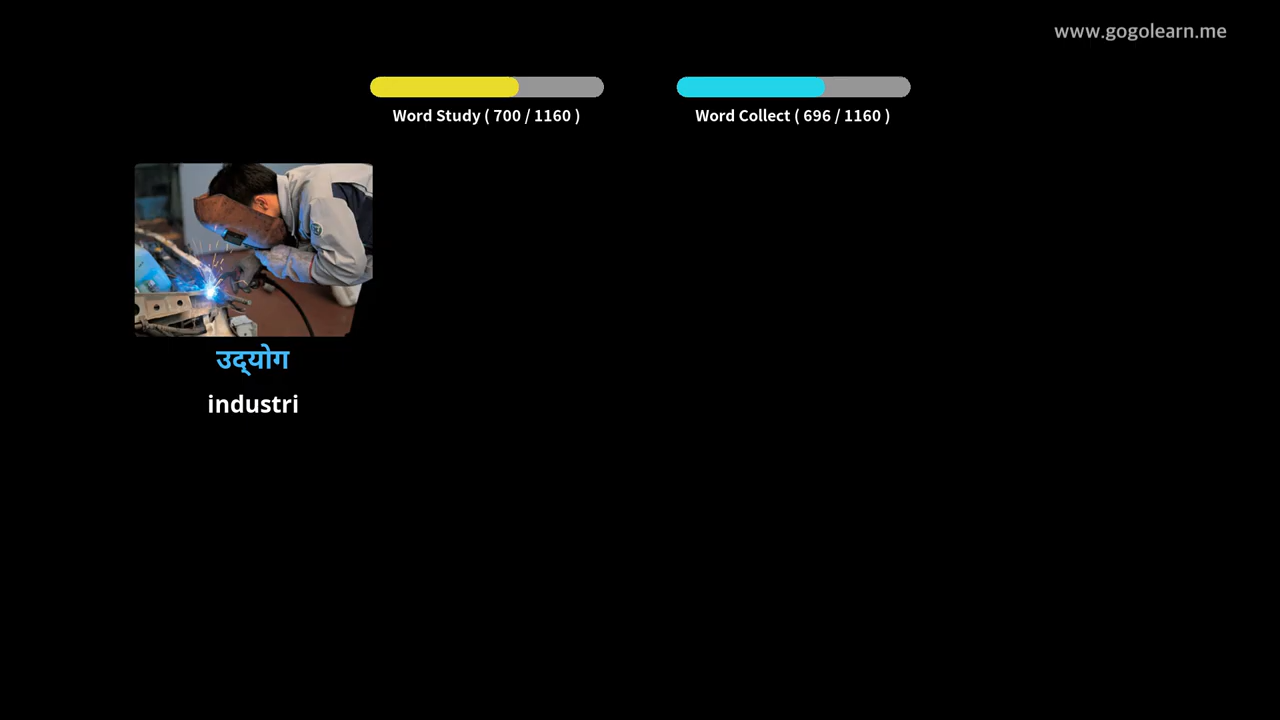 www.gogolearn.me
Word Study ( 700 / 1160 )
Word Collect ( 696 / 1160 )
उद्‌योग
industri